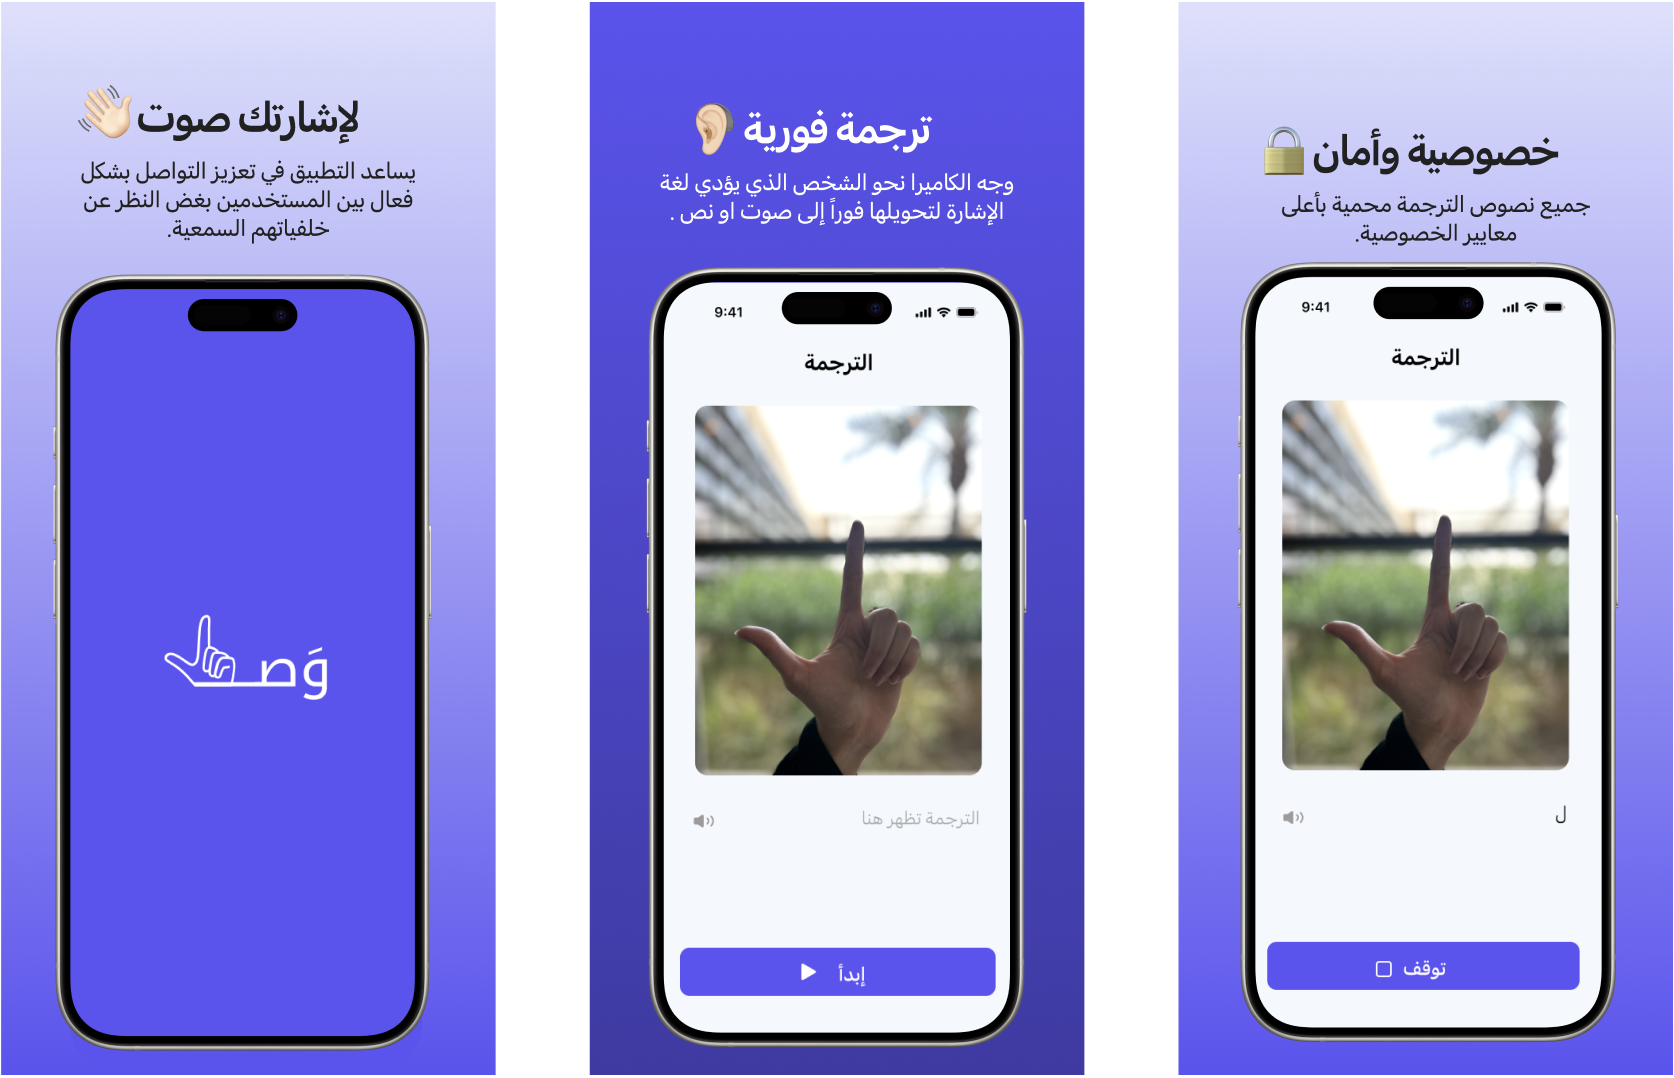 لإشارتك صوت
يساعد التطبيق في تعزيز التواصل بشكل
فعال بين المستخدمين بغض النظر عن
خلفياتهم السمعية.
وَصل
ترجمة فورية
وجه الكاميرا نحو الشخص الذي يؤدي لغة
الإشارة لتحويلها فوراً إلى صوت او نص .
9:41
الترجمة
الترجمة تظهر هنا
إبدأ
خصوصية وأمان
جميع نصوص الترجمة محمية بأعلى
معايير الخصوصية.
9:41
الترجمة
ل
توقف